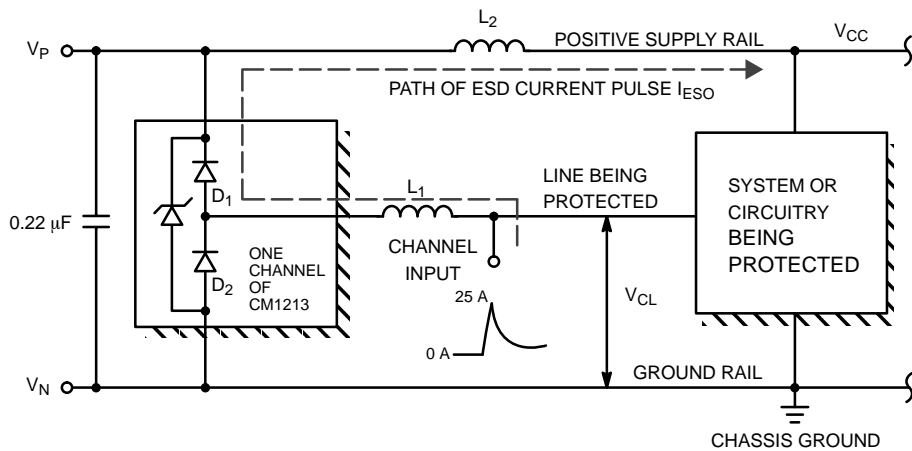 L2
VP
POSITIVE SUPPLY RAIL
VCC
PATH OF ESD CURRENT PULSE IESO
D1
L1
LINE BEING
PROTECTED
SYSTEM OR
CIRCUITRY
BEING
PROTECTED
0.22 μF
ONE
CHANNEL
OF
CM1213
D2
CHANNEL
INPUT
25 A
VCL
0 A
VN
GROUND RAIL
CHASSIS GROUND